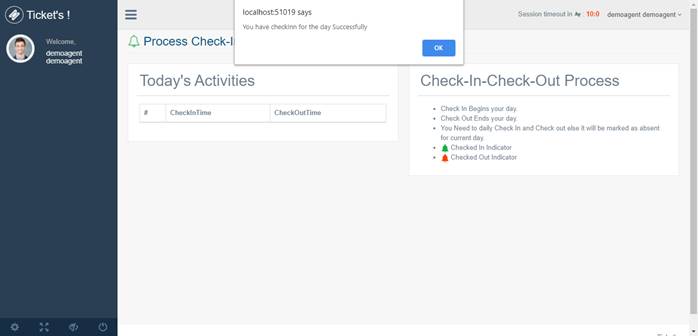 Ticket's !
Welcome,
demoagent
demoagent
localhost:51019 says
You have checkInn for the day Successfully
OK
Session timeout in : 10:0
demoagent demoagent
Process Check-I
Today's Activities
# CheckInTime CheckOutTime
Check-In-Check-Out Process
Check In Begins your day.
Check Out Ends your day.
You Need to daily Check In and Check out else It will be marked as absent
for current day.
Checked In Indicator
Checked Out Indicator